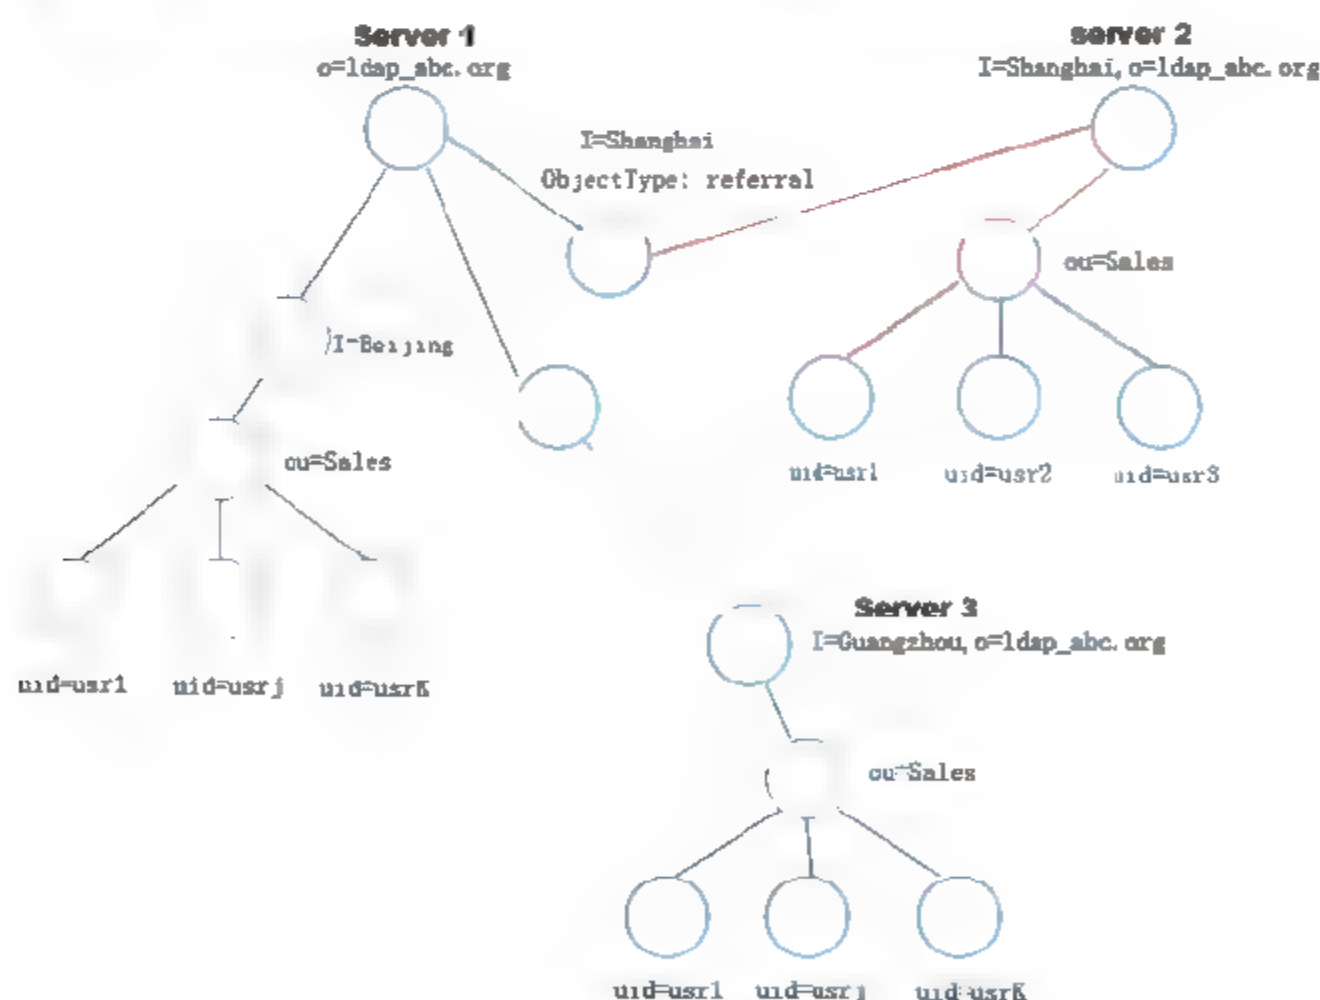 Server 1
o=ldap_abc.org
server 2
I=Shanghai,o=ldap_abc.org
I=Shanghai
ObjectType: referral
ou=Sales
I=Beijing
ou=Sales
uid=usr1
uid=usr2
uid=usr3
Server 3
I=Guangzhou,o=ldap_abc.org
uid=usr1
uid=usrj
uid=usrK
ou=Sales
uid=usr1
uid=usrj
uid=usrK